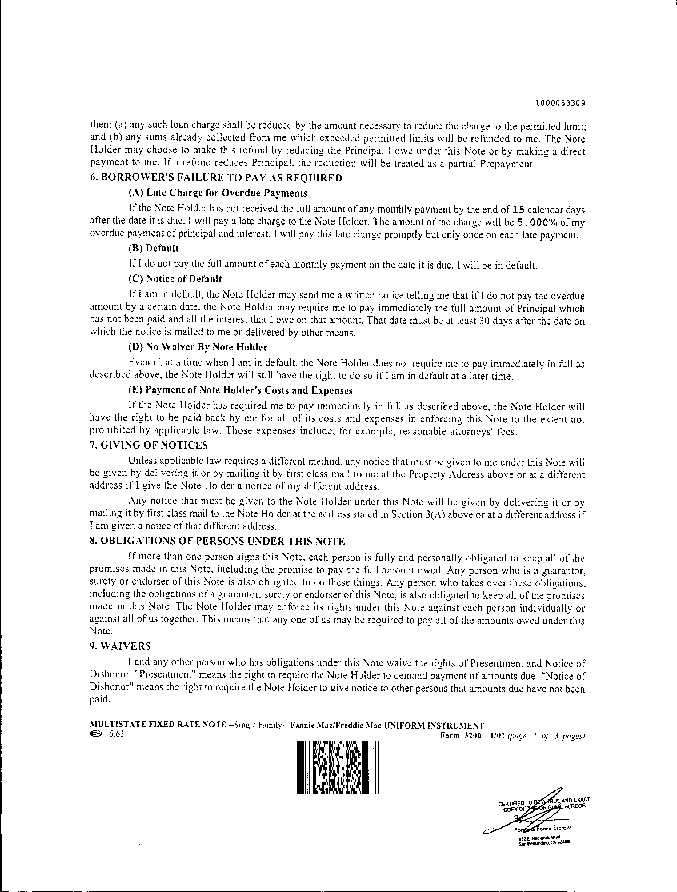 1000033309
then: (a) any such loan charge shall be reduced by the amount necessary to reduce the charge to the permitted limit;
and (b) any sums already collected from me which exceeded permitted limits will be refunded to me. The Note
Holder may choose to make this refund by reducing the Principal I owe under this Note or by making a direct
payment to me. If a refund reduces Principal, the reduction will be treated as a partial Prepayment.
6. BORROWER'S FAILURE TO PAY AS REQUIRED
(A) Late Charge for Overdue Payments
If the Note Holder has not received the full amount of any monthly payment by the end of 15 calendar days
after the date it is due, I will pay a late charge to the Note Holder. The amount of the charge will be 5.000% of my
overdue payment of principal and interest. I will pay this late charge promptly but only once on each late payment.
(B) Default
If I do not pay the full amount of each monthly payment on the date it is due, I will be in default.
(C) Notice of Default
If I am in default, the Note Holder may send me a written notice telling me that if I do not pay the overdue
amount by a certain date, the Note Holder may require me to pay immediately the full amount of Principal which
has not been paid and all the interest that I owe on that amount. That date must be at least 30 days after the date on
which the notice is mailed to me or delivered by other means.
(D) No Waiver By Note Holder
Even if, at a time when I am in default, the Note Holder does not require me to pay immediately in full as
described above, the Note Holder will still have the right to do so if I am in default at a later time.
(E) Payment of Note Holder's Costs and Expenses
If the Note Holder has required me to pay immediately in full as described above, the Note Holder will
have the right to be paid back by me for all of its costs and expenses in enforcing this Note to the extent not
prohibited by applicable law. Those expenses include, for example, reasonable attorneys' fees.
7. GIVING OF NOTICES
Unless applicable law requires a different method, any notice that must be given to me under this Note will
be given by delivering it or by mailing it by first class mail to me at the Property Address above or at a different
address if I give the Note Holder a notice of my different address.
Any notice that must be given to the Note Holder under this Note will be given by delivering it or by
mailing it by first class mail to the Note Holder at the address stated in Section 3(A) above or at a different address if
I am given a notice of that different address.
8. OBLIGATIONS OF PERSONS UNDER THIS NOTE
If more than one person signs this Note, each person is fully and personally obligated to keep all of the
promises made in this Note, including the promise to pay the full amount owed. Any person who is a guarantor,
surety or endorser of this Note is also obligated to do these things. Any person who takes over these obligations,
including the obligations of a guarantor, surety or endorser of this Note, is also obligated to keep all of the promises
made in this Note. The Note Holder may enforce its rights under this Note against each person individually or
against all of us together. This means that any one of us may be required to pay all of the amounts owed under this
Note.
9. WAIVERS
I and any other person who has obligations under this Note waive the rights of Presentment and Notice of
Dishonor. "Presentment" means the right to require the Note Holder to demand payment of amounts due. "Notice of
Dishonor" means the right to require the Note Holder to give notice to other persons that amounts due have not been
paid.
MULTISTATE FIXED RATE NOTE -Single Family- Fannie Mae/Freddie Mac UNIFORM INSTRUMENT
Form 3200 1/01 (page of 3 pages)